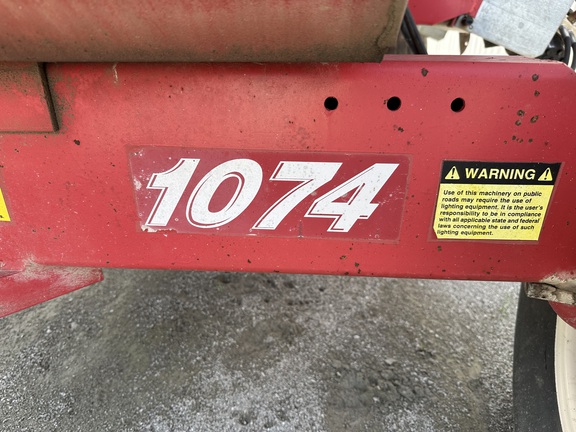 1074
WARNING
Use of this machinery on public
roads may require the use of
lighting equipment. It is the user's
responsibility to be in compliance
with all applicable state and federal
laws concerning the use of such
lighting equipment.